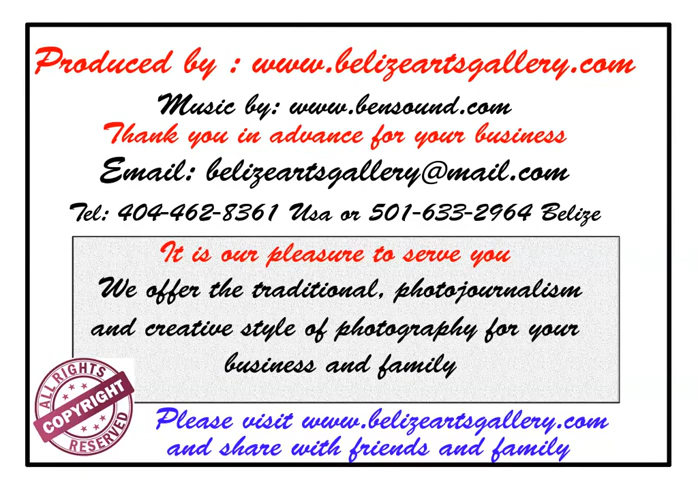 Produced by : www.belizeartsgallery.com
Music by: www.bensound.com
Thank you in advance for your business
Email: belizeartsgallery@mail.com
Tel: 404-462-8361 Usa or 501-633-2964 Belize
It is our pleasure to serve you
We offer the traditional, photojournalism
and creative style of photography for your
business and family
ALL RIGHTS
COPYRIGHT
RESERVED
Please visit www.belizeartsgallery.com
and share with friends and family